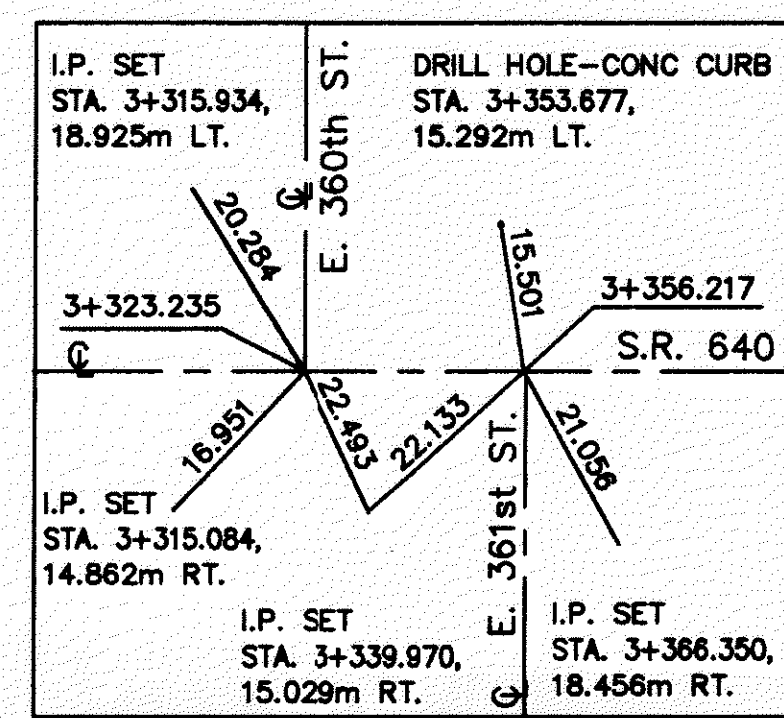 I.P. SET
STA. 3+315.934,
18.925m LT.
E. 360th ST.
DRILL HOLE-CONC CURB
STA. 3+353.677,
15.292m LT.
20.284
15.501
3+323.235
3+356.217
℄
℄
S.R. 640
16.951
22.493
22.133
21.056
I.P. SET
STA. 3+315.084,
14.862m RT.
I.P. SET
STA. 3+339.970,
15.029m RT.
℄ E. 361st ST.
I.P. SET
STA. 3+366.350,
18.456m RT.